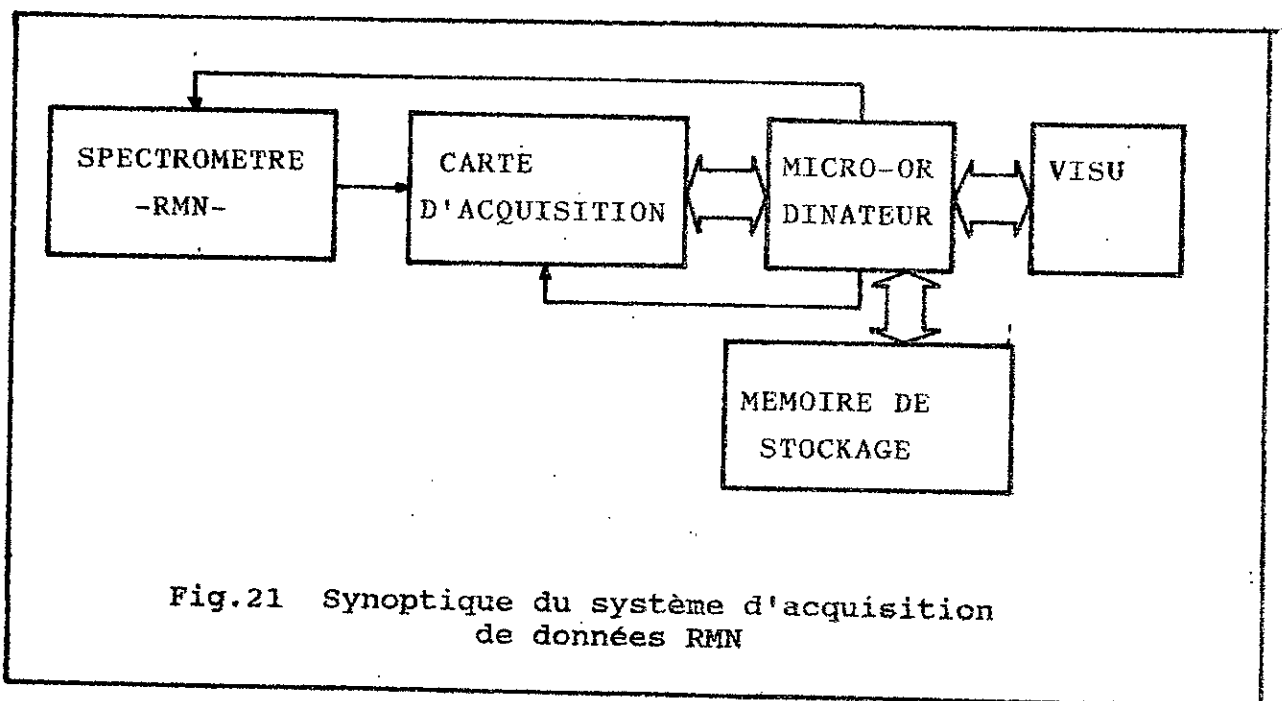 SPECTROMETRE
-RMN-
CARTE
D'ACQUISITION
MICRO-OR
DINATEUR
VISU
MEMOIRE DE
STOCKAGE
Fig.21 Synoptique du système d'acquisition
de données RMN